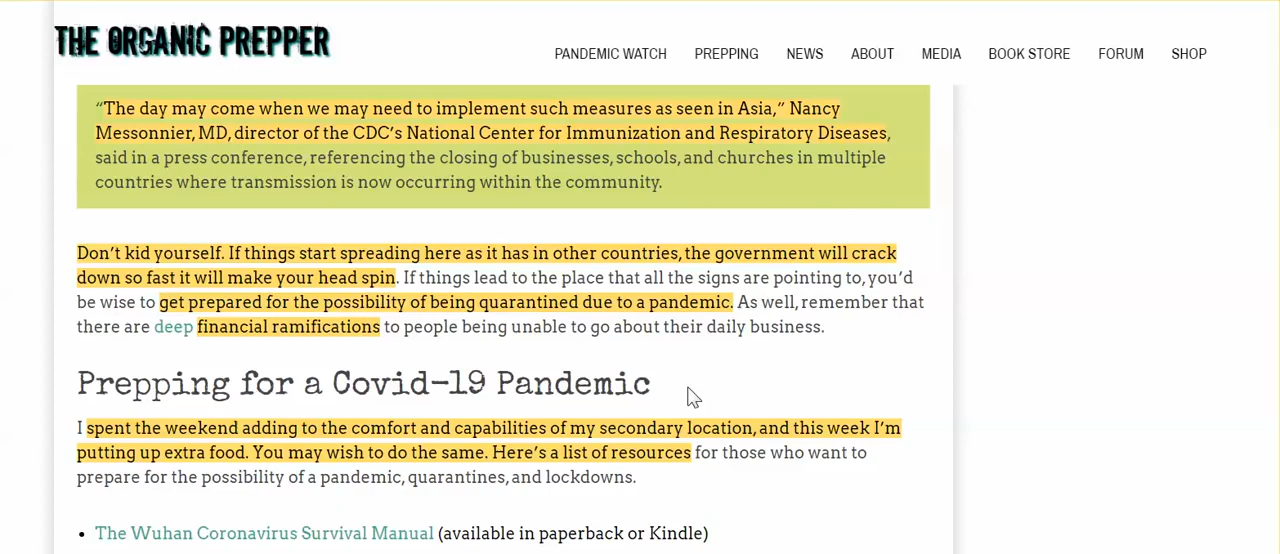 THE ORGANIC PREPPER
PANDEMIC WATCH PREPPING NEWS ABOUT MEDIA BOOK STORE FORUM SHOP
“The day may come when we may need to implement such measures as seen in Asia,” Nancy
Messonnier, MD, director of the CDC’s National Center for Immunization and Respiratory Diseases,
said in a press conference, referencing the closing of businesses, schools, and churches in multiple
countries where transmission is now occurring within the community.
Don’t kid yourself. If things start spreading here as it has in other countries, the government will crack
down so fast it will make your head spin. If things lead to the place that all the signs are pointing to, you’d
be wise to get prepared for the possibility of being quarantined due to a pandemic. As well, remember that
there are deep financial ramifications to people being unable to go about their daily business.
Prepping for a Covid-19 Pandemic
I spent the weekend adding to the comfort and capabilities of my secondary location, and this week I’m
putting up extra food. You may wish to do the same. Here’s a list of resources for those who want to
prepare for the possibility of a pandemic, quarantines, and lockdowns.
• The Wuhan Coronavirus Survival Manual (available in paperback or Kindle)